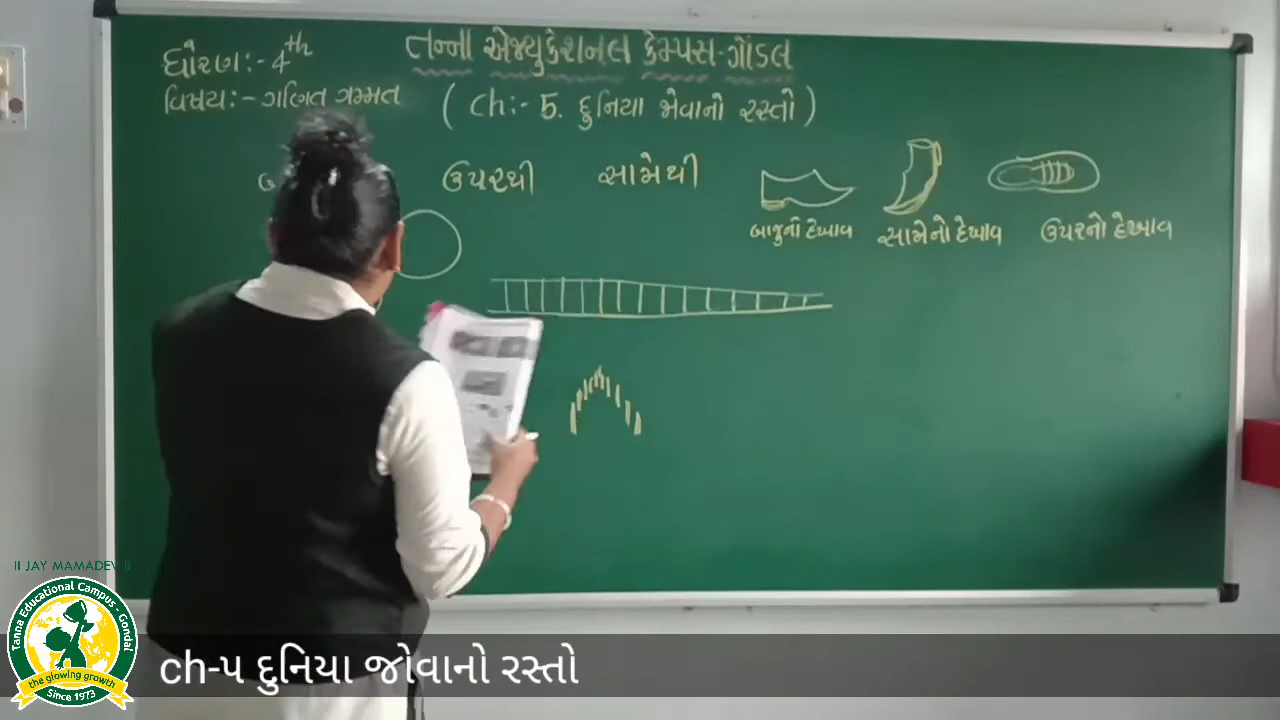 ધોરણ:- 4th
વિષય:- ગણિત ગમ્મત
તન્ના એજ્યુકેશનલ કેમ્પસ-ગોંડલ
( ch:- 5. દુનિયા જોવાનો રસ્તો )
ઉપરથી સામેથી
બાજુનો દેખાવ સામેનો દેખાવ ઉપરનો દેખાવ
II JAY MAMADEV II
Tanna Educational Campus - Gondal
the glowing growth
Since 1973
ch-૫ દુનિયા જોવાનો રસ્તો